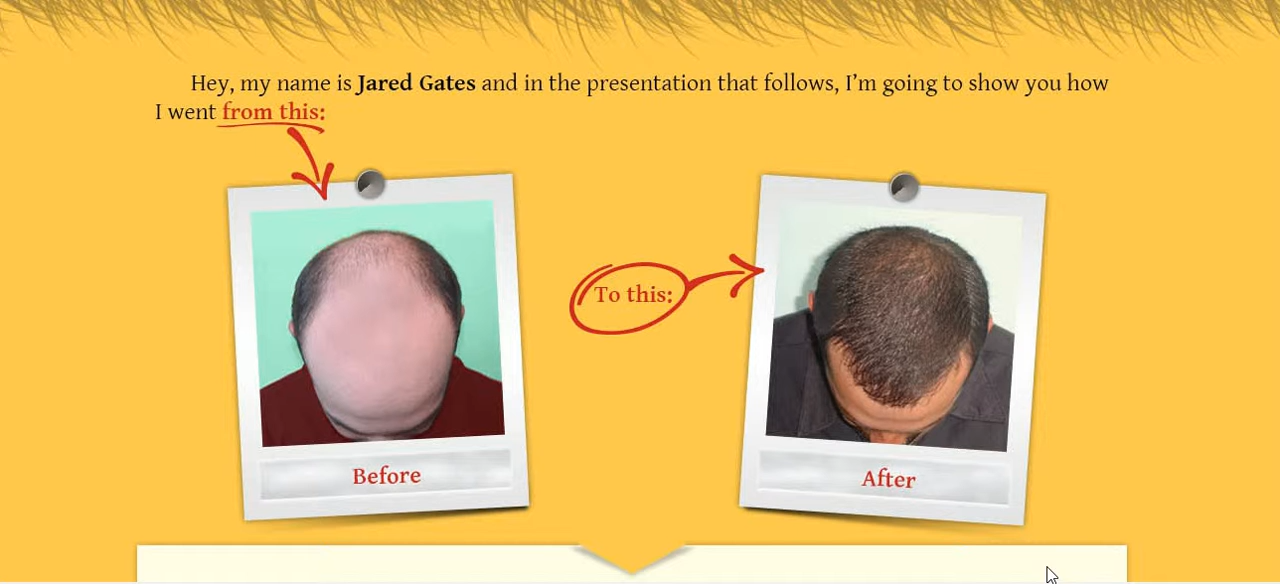 Hey, my name is Jared Gates and in the presentation that follows, I'm going to show you how
I went from this:
To this:
Before
After